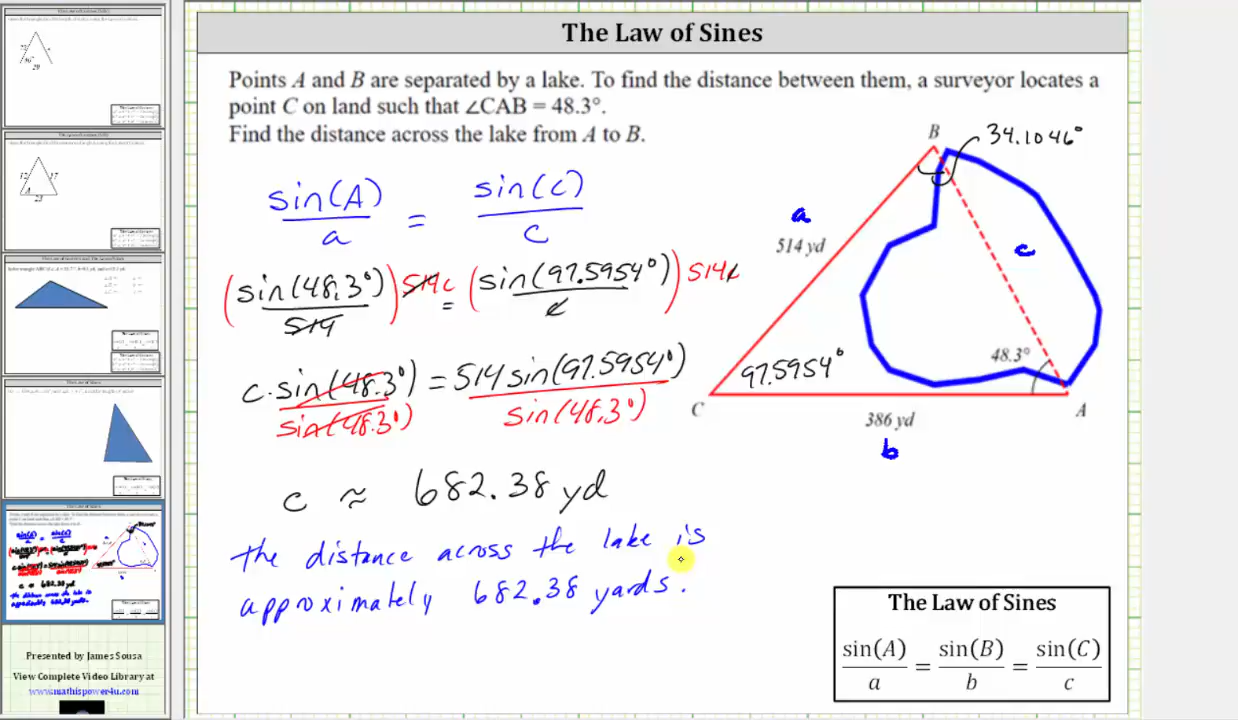 The Law of Sines
Points A and B are separated by a lake. To find the distance between them, a surveyor locates a
point C on land such that ∠CAB = 48.3°.
Find the distance across the lake from A to B.
sin(A)/a = sin(C)/c
(sin(48.3°)/514) 514c = (sin(97.5954°)/c) 514c
c·sin(48.3°)/sin(48.3°) = 514 sin(97.5954°)/sin(48.3°)
c ≈ 682.38 yd
the distance across the lake is
approximately 682.38 yards.
B
34.1046°
a
514 yd
c
48.3°
97.5954°
C
A
386 yd
b
The Law of Sines
sin(A)/a = sin(B)/b = sin(C)/c
Presented by James Sousa
View Complete Video Library at
www.mathispower4u.com